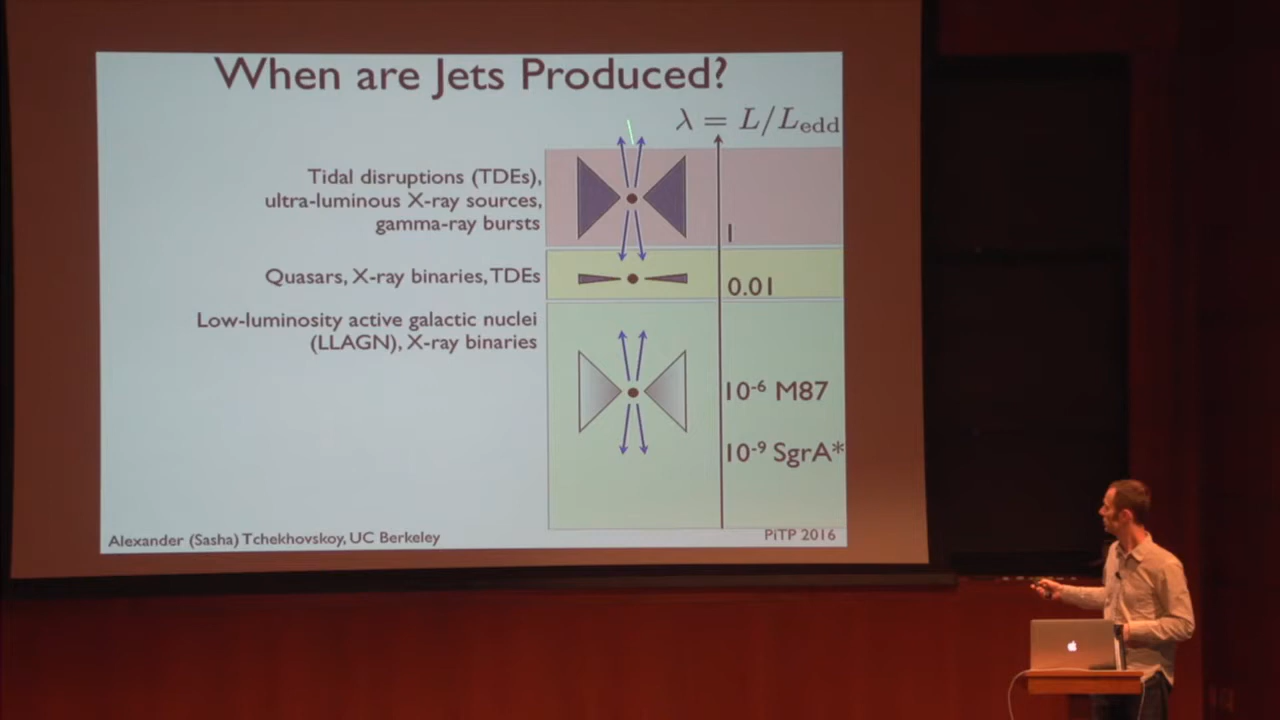 When are Jets Produced?
λ = L/Ledd
Tidal disruptions (TDEs),
ultra-luminous X-ray sources,
gamma-ray bursts
1
Quasars, X-ray binaries, TDEs
0.01
Low-luminosity active galactic nuclei
(LLAGN), X-ray binaries
10-6 M87
10-9 SgrA*
Alexander (Sasha) Tchekhovskoy, UC Berkeley
PiTP 2016